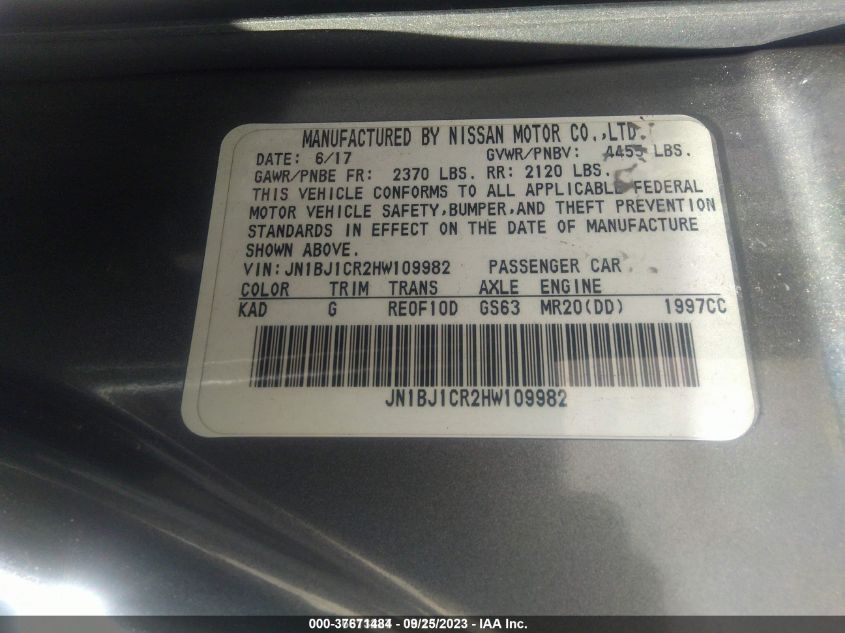 MANUFACTURED BY NISSAN MOTOR CO.,LTD.
DATE: 6/17 GVWR/PNBV: 4455 LBS.
GAWR/PNBE FR: 2370 LBS. RR: 2120 LBS.
THIS VEHICLE CONFORMS TO ALL APPLICABLE FEDERAL
MOTOR VEHICLE SAFETY,BUMPER,AND THEFT PREVENTION
STANDARDS IN EFFECT ON THE DATE OF MANUFACTURE
SHOWN ABOVE.
VIN:JN1BJ1CR2HW109982 PASSENGER CAR
COLOR TRIM TRANS AXLE ENGINE
KAD G RE0F10D GS63 MR20(DD) 1997CC
JN1BJ1CR2HW109982
000-37671484 - 09/25/2023 - IAA Inc.